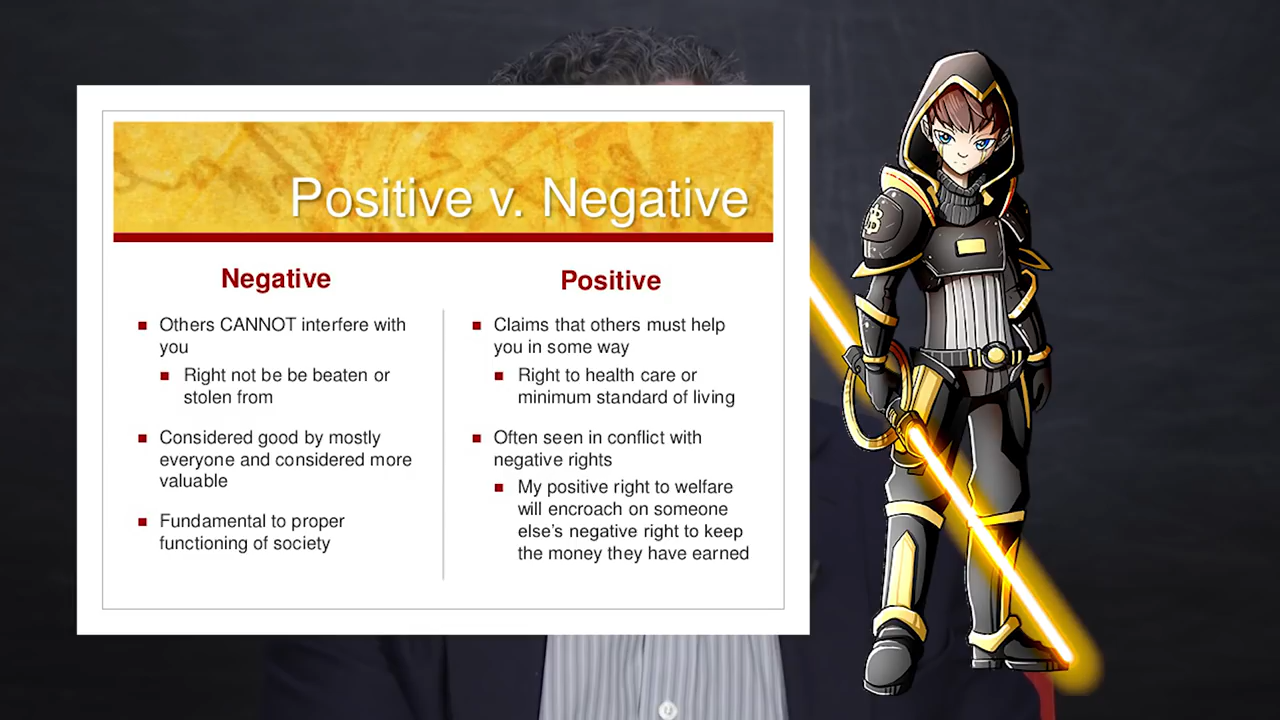 Positive v. Negative
Negative
■ Others CANNOT interfere with
you
■ Right not be be beaten or
stolen from
■ Considered good by mostly
everyone and considered more
valuable
■ Fundamental to proper
functioning of society
Positive
■ Claims that others must help
you in some way
■ Right to health care or
minimum standard of living
■ Often seen in conflict with
negative rights
■ My positive right to welfare
will encroach on someone
else's negative right to keep
the money they have earned